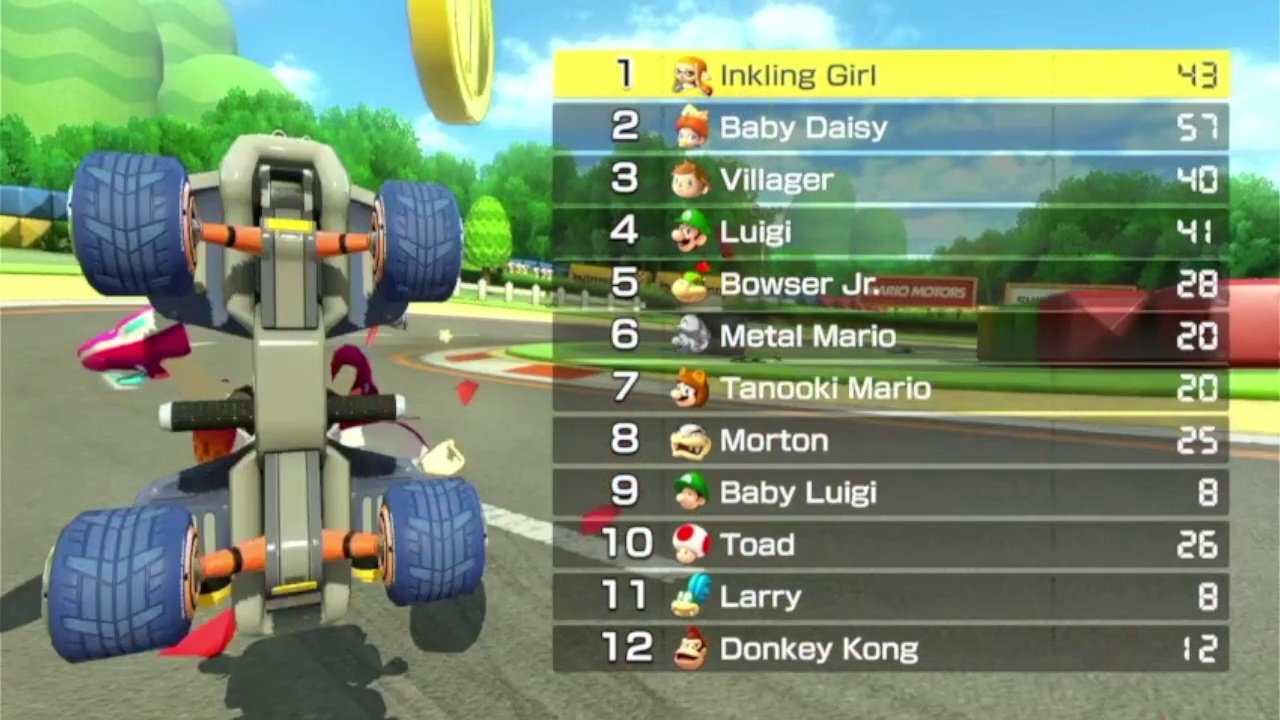 1 Inkling Girl 43
2 Baby Daisy 57
3 Villager 40
4 Luigi 41
5 Bowser Jr. 28
MARIO MOTORS
6 Metal Mario 20
7 Tanooki Mario 20
8 Morton 25
9 Baby Luigi 8
10 Toad 26
11 Larry 8
12 Donkey Kong 12